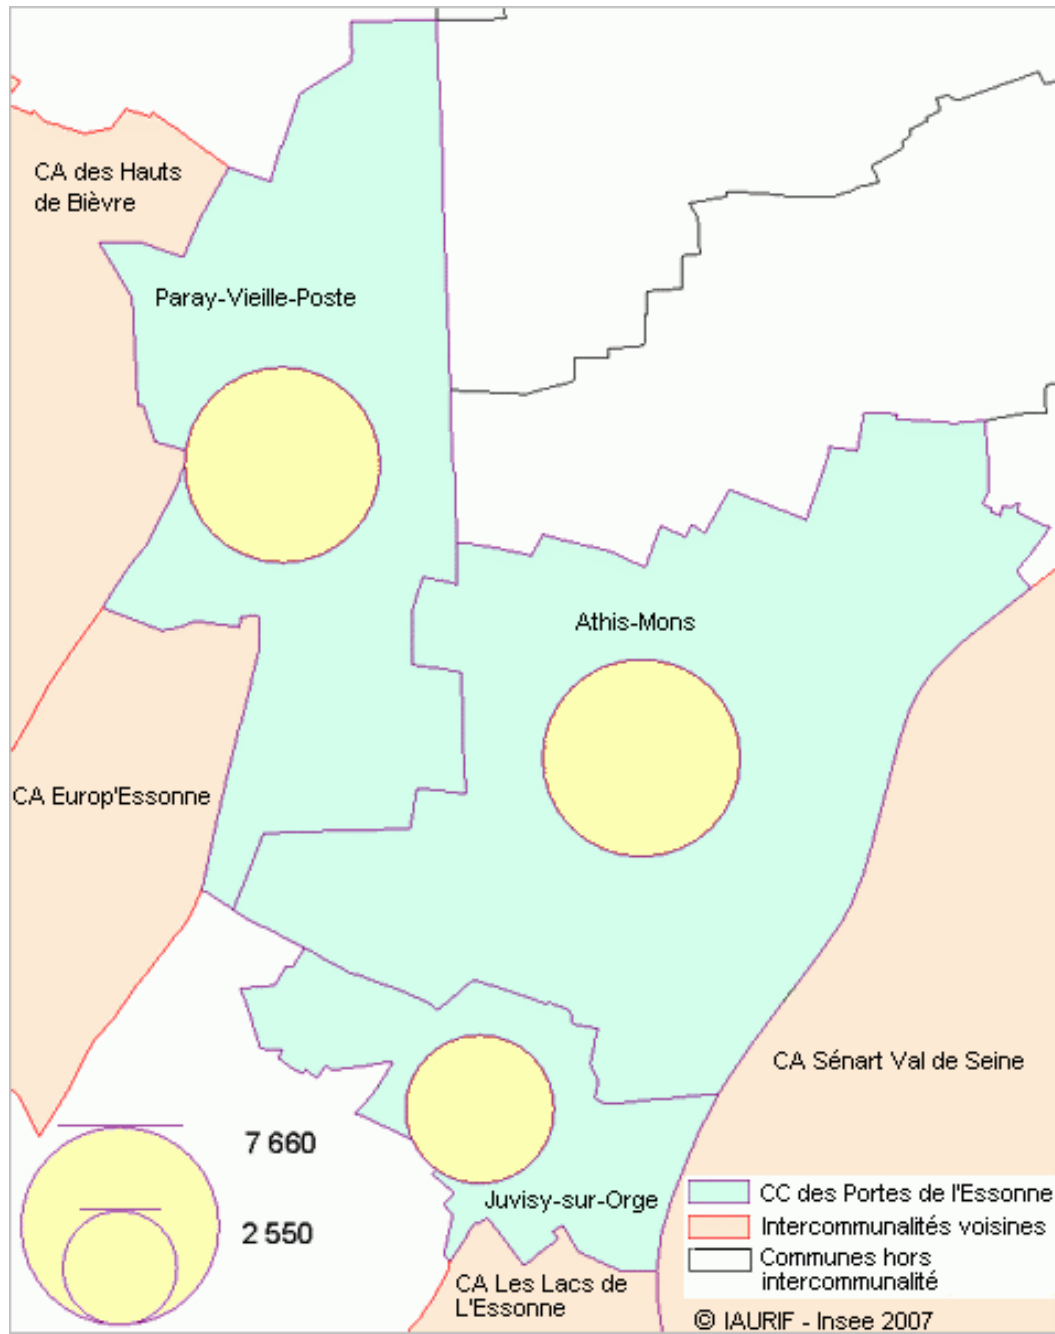 CA des Hauts
de Bièvre
Paray-Vieille-Poste
Athis-Mons
CA Europ'Essonne
CA Sénart Val de Seine
7 660
2 550
Juvisy-sur-Orge
CC des Portes de l'Essonne
Intercommunalités voisines
Communes hors
intercommunalité
CA Les Lacs de
L'Essonne
© IAURIF - Insee 2007